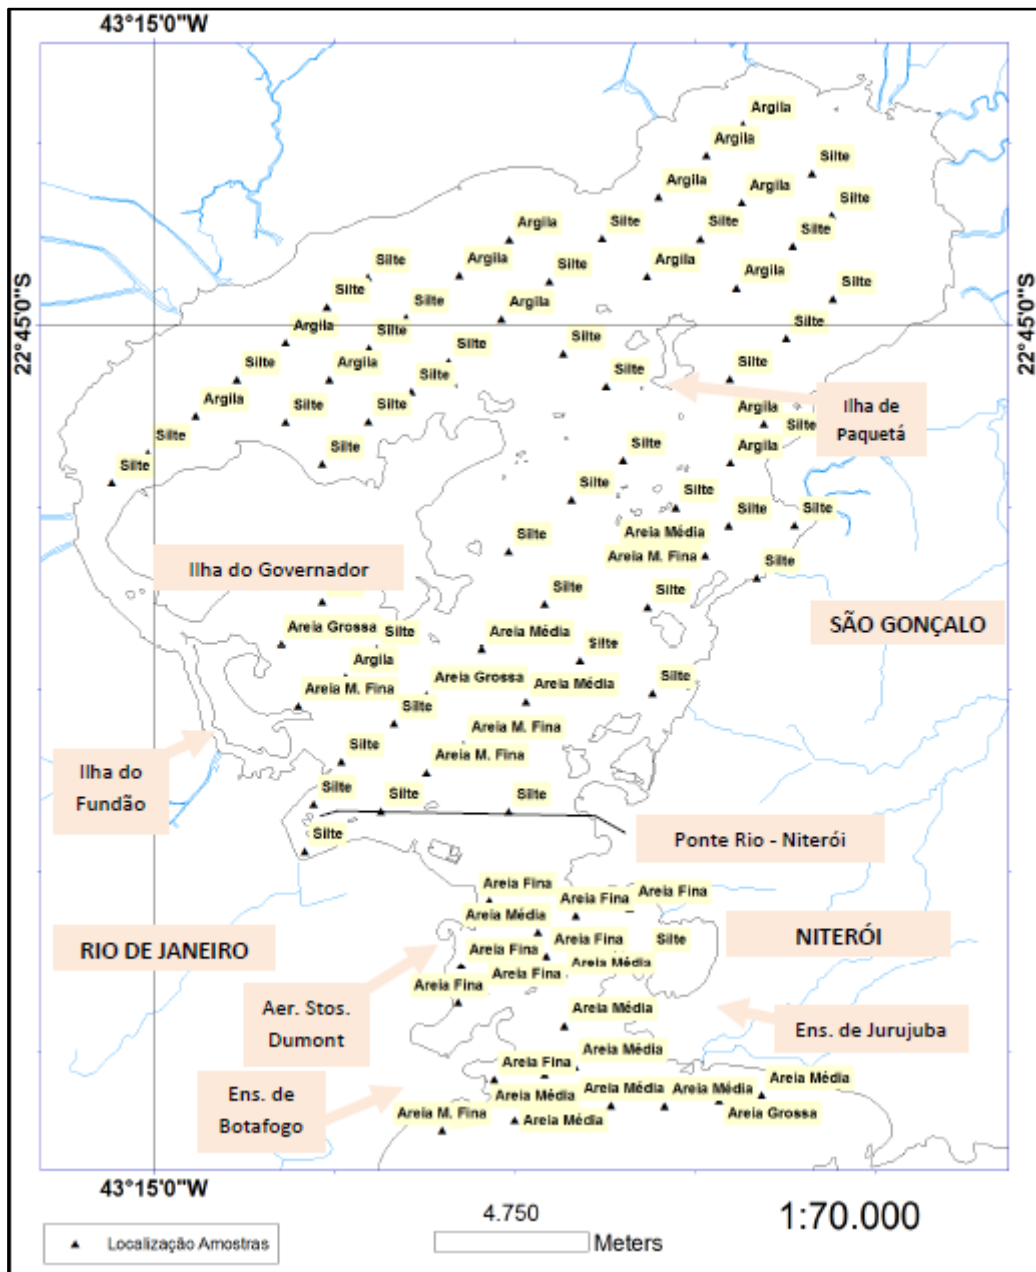 43°15'0"W
Argila
Argila
Silte
Argila
Argila
Silte
Argila
Silte
Silte
Silte
Silte
Argila
Silte
Argila
Argila
Silte
Silte
Silte
Argila
22°45'0"S
22°45'0"S
Argila
Silte
Silte
Silte
Silte
Silte
Argila
Silte
Silte
Argila
Silte
Silte
Argila
Silte
Ilha de
Paquetá
Silte
Silte
Silte
Silte
Argila
Silte
Silte
Silte
Silte
Areia Média
Silte
Areia M. Fina
Silte
Ilha do Governador
Silte
Silte
SÃO GONÇALO
Areia Grossa
Silte
Areia Média
Silte
Argila
Areia M. Fina
Areia Grossa
Areia Média
Silte
Silte
Areia M. Fina
Silte
Areia M. Fina
Ilha do
Fundão
Silte
Silte
Silte
Silte
Ponte Rio - Niterói
Areia Fina
Areia Fina
Areia Fina
Areia Média
RIO DE JANEIRO
NITERÓI
Areia Fina
Silte
Areia Fina
Areia Média
Areia Fina
Areia Fina
Aer. Stos.
Dumont
Areia Média
Ens. de Jurujuba
Areia Média
Areia Fina
Ens. de
Botafogo
Areia Média
Areia Média
Areia Média
Areia Média
Areia M. Fina
Areia Média
Areia Grossa
43°15'0"W
Localização Amostras
4.750
Meters
1:70.000